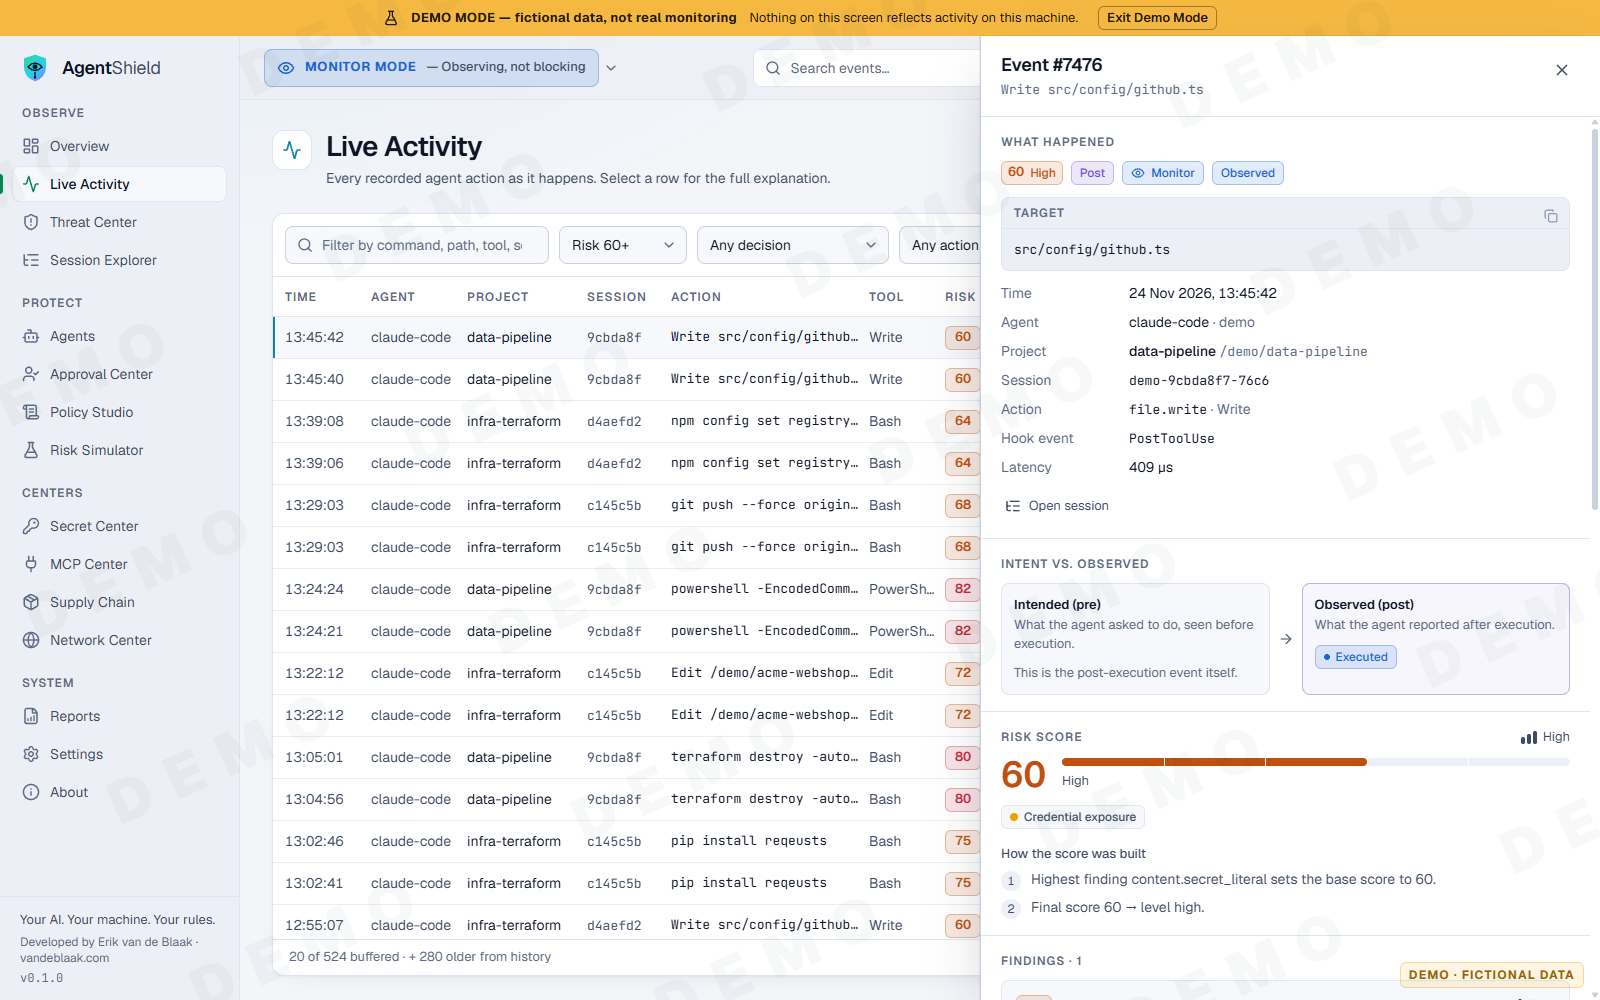 DEMO MODE — fictional data, not real monitoring Nothing on this screen reflects activity on this machine. Exit Demo Mode
AgentShield
OBSERVE
Overview
Live Activity
Threat Center
Session Explorer
PROTECT
Agents
Approval Center
Policy Studio
Risk Simulator
CENTERS
Secret Center
MCP Center
Supply Chain
Network Center
SYSTEM
Reports
Settings
About
Your AI. Your machine. Your rules.
Developed by Erik van de Blaak ·
vandeblaak.com
v0.1.0
MONITOR MODE — Observing, not blocking
Search events…
Live Activity
Every recorded agent action as it happens. Select a row for the full explanation.
Filter by command, path, tool, s
Risk 60+
Any decision
Any action
TIME AGENT PROJECT SESSION ACTION TOOL RISK
13:45:42 claude-code data-pipeline 9cbda8f Write src/config/github… Write 60
13:45:40 claude-code data-pipeline 9cbda8f Write src/config/github… Write 60
13:39:08 claude-code infra-terraform d4aefd2 npm config set registry… Bash 64
13:39:06 claude-code infra-terraform d4aefd2 npm config set registry… Bash 64
13:29:03 claude-code infra-terraform c145c5b git push --force origin… Bash 68
13:29:03 claude-code infra-terraform c145c5b git push --force origin… Bash 68
13:24:24 claude-code data-pipeline 9cbda8f powershell -EncodedComm… PowerSh… 82
13:24:21 claude-code data-pipeline 9cbda8f powershell -EncodedComm… PowerSh… 82
13:22:12 claude-code infra-terraform c145c5b Edit /demo/acme-webshop… Edit 72
13:22:12 claude-code infra-terraform c145c5b Edit /demo/acme-webshop… Edit 72
13:05:01 claude-code data-pipeline 9cbda8f terraform destroy -auto… Bash 80
13:04:56 claude-code data-pipeline 9cbda8f terraform destroy -auto… Bash 80
13:02:46 claude-code infra-terraform c145c5b pip install reqeusts Bash 75
13:02:41 claude-code infra-terraform c145c5b pip install reqeusts Bash 75
12:55:07 claude-code infra-terraform d4aefd2 Write src/config/github… Write 60
20 of 524 buffered · + 280 older from history
Event #7476
Write src/config/github.ts
WHAT HAPPENED
60 High Post Monitor Observed
TARGET
src/config/github.ts
Time 24 Nov 2026, 13:45:42
Agent claude-code · demo
Project data-pipeline /demo/data-pipeline
Session demo-9cbda8f7-76c6
Action file.write · Write
Hook event PostToolUse
Latency 409 µs
Open session
INTENT VS. OBSERVED
Intended (pre)
What the agent asked to do, seen before
execution.
This is the post-execution event itself.
Observed (post)
What the agent reported after execution.
Executed
RISK SCORE High
60
High
Credential exposure
How the score was built
1 Highest finding content.secret_literal sets the base score to 60.
2 Final score 60 → level high.
FINDINGS · 1
DEMO · FICTIONAL DATA